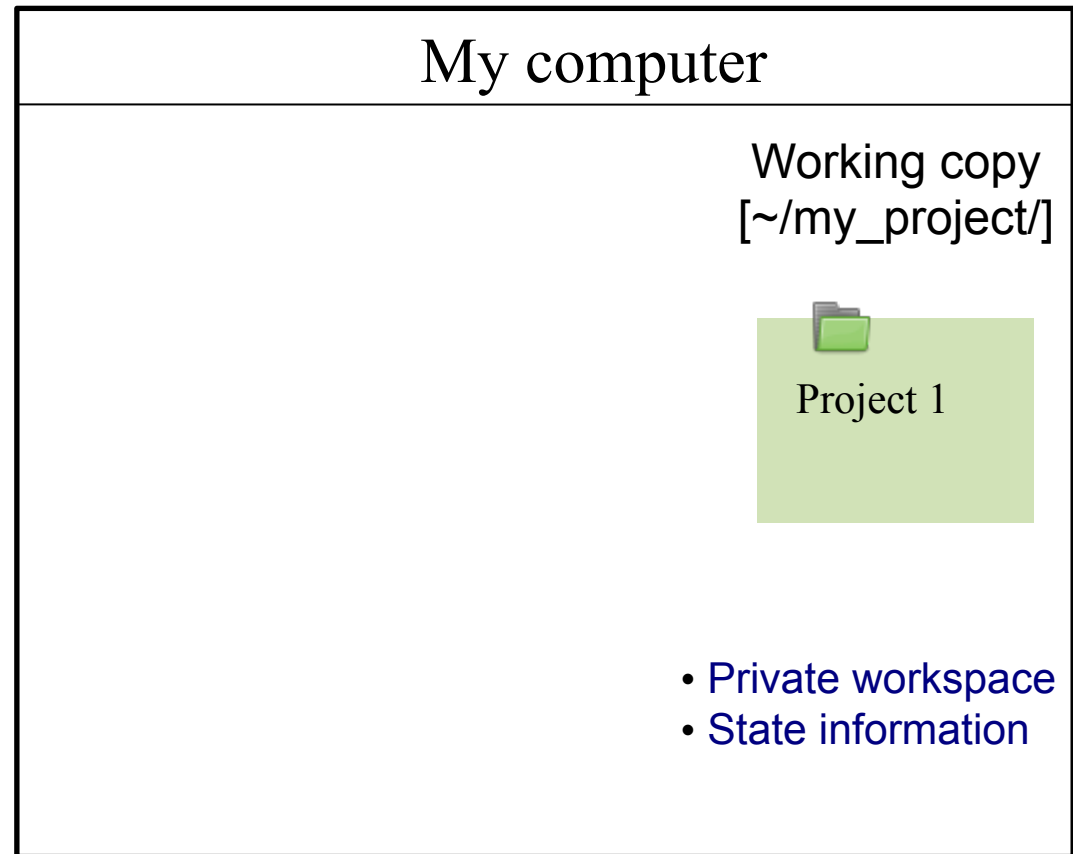 My computer
Working copy
[~/my_project/]
Project 1
• Private workspace
• State information